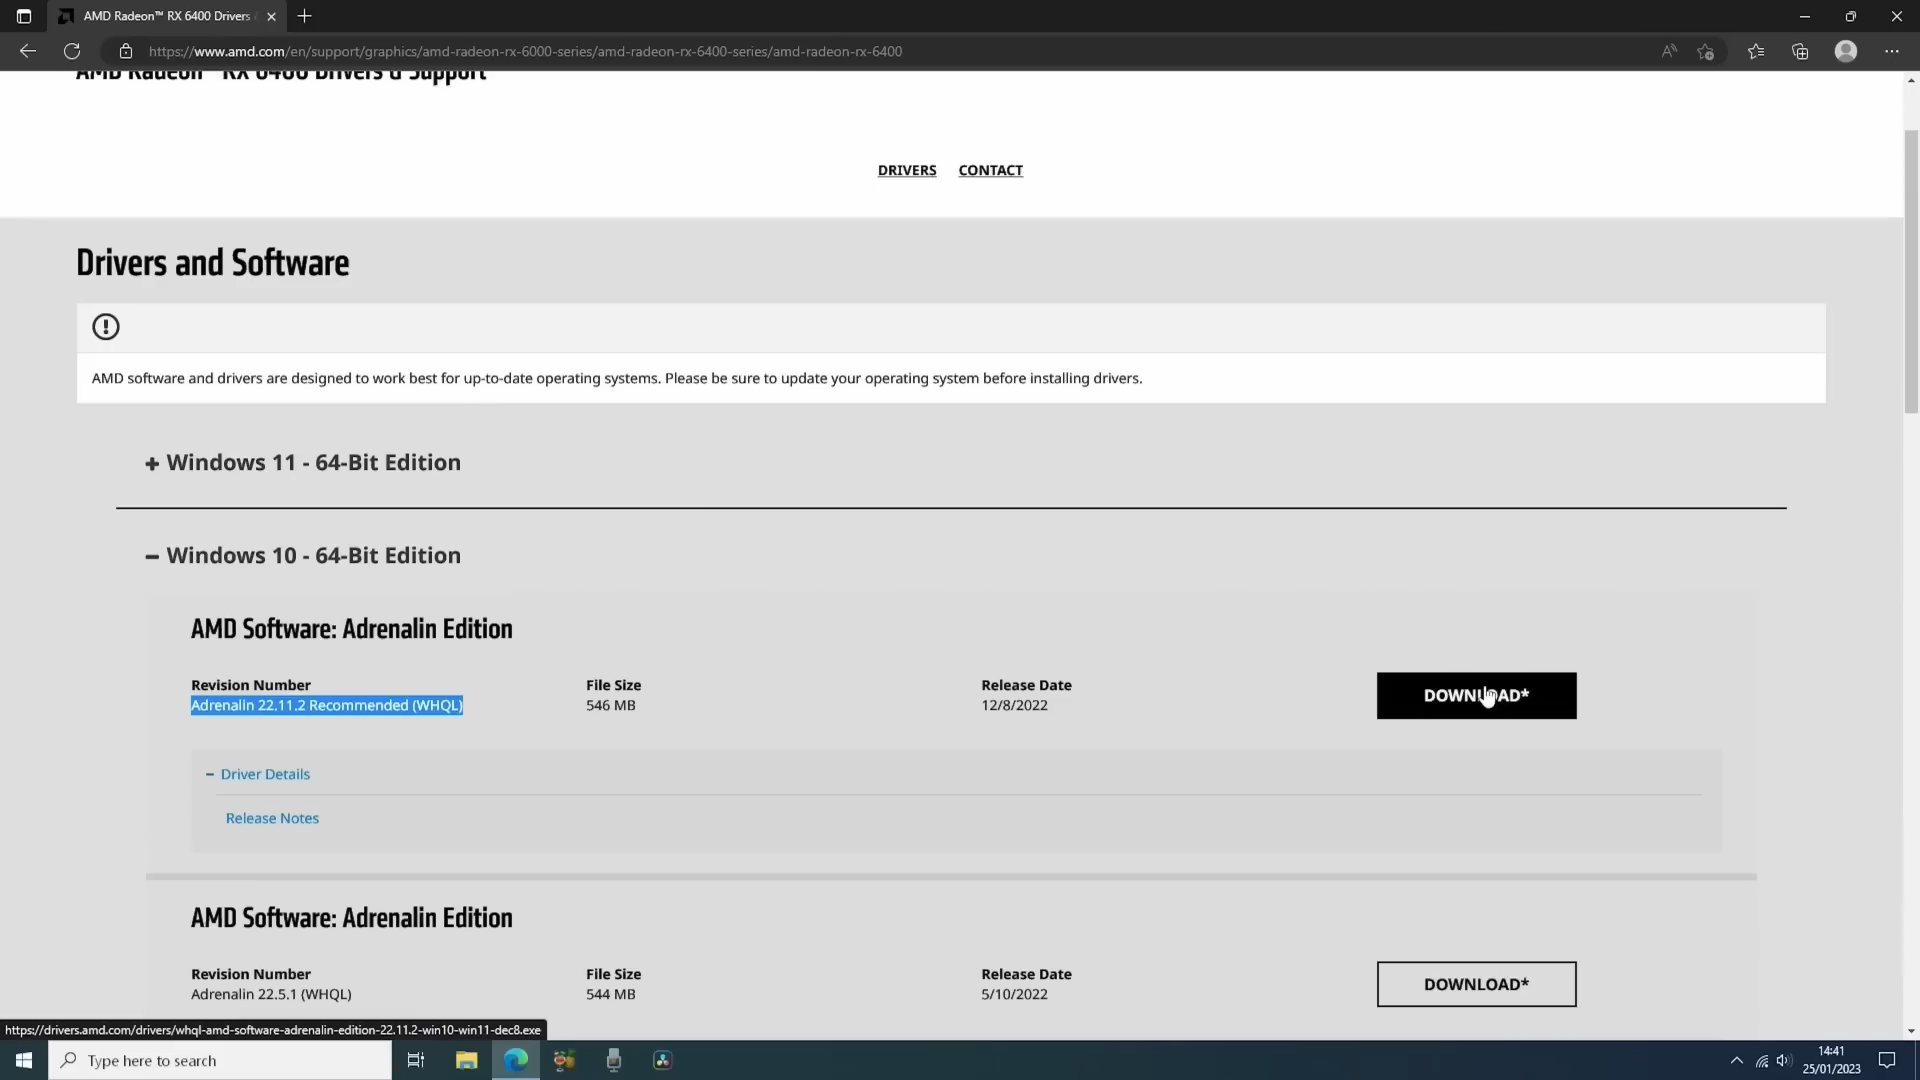 AMD Radeon™ RX 6400 Drivers &
https://www.amd.com/en/support/graphics/amd-radeon-rx-6000-series/amd-radeon-rx-6400-series/amd-radeon-rx-6400
AMD Radeon™ RX 6400 Drivers & Support
DRIVERS CONTACT
Drivers and Software
AMD software and drivers are designed to work best for up-to-date operating systems. Please be sure to update your operating system before installing drivers.
+ Windows 11 - 64-Bit Edition
− Windows 10 - 64-Bit Edition
AMD Software: Adrenalin Edition
Revision Number File Size Release Date
Adrenalin 22.11.2 Recommended (WHQL) 546 MB 12/8/2022
DOWNLOAD*
− Driver Details
Release Notes
AMD Software: Adrenalin Edition
Revision Number File Size Release Date
Adrenalin 22.5.1 (WHQL) 544 MB 5/10/2022
DOWNLOAD*
https://drivers.amd.com/drivers/whql-amd-software-adrenalin-edition-22.11.2-win10-win11-dec8.exe
Type here to search
14:41
25/01/2023